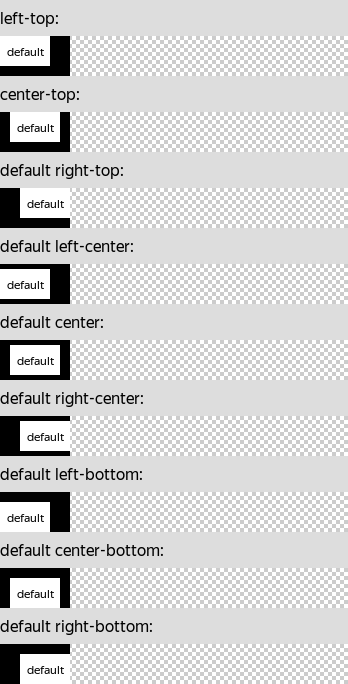 left-top:
default
center-top:
default
default right-top:
default
default left-center:
default
default center:
default
default right-center:
default
default left-bottom:
default
default center-bottom:
default
default right-bottom:
default